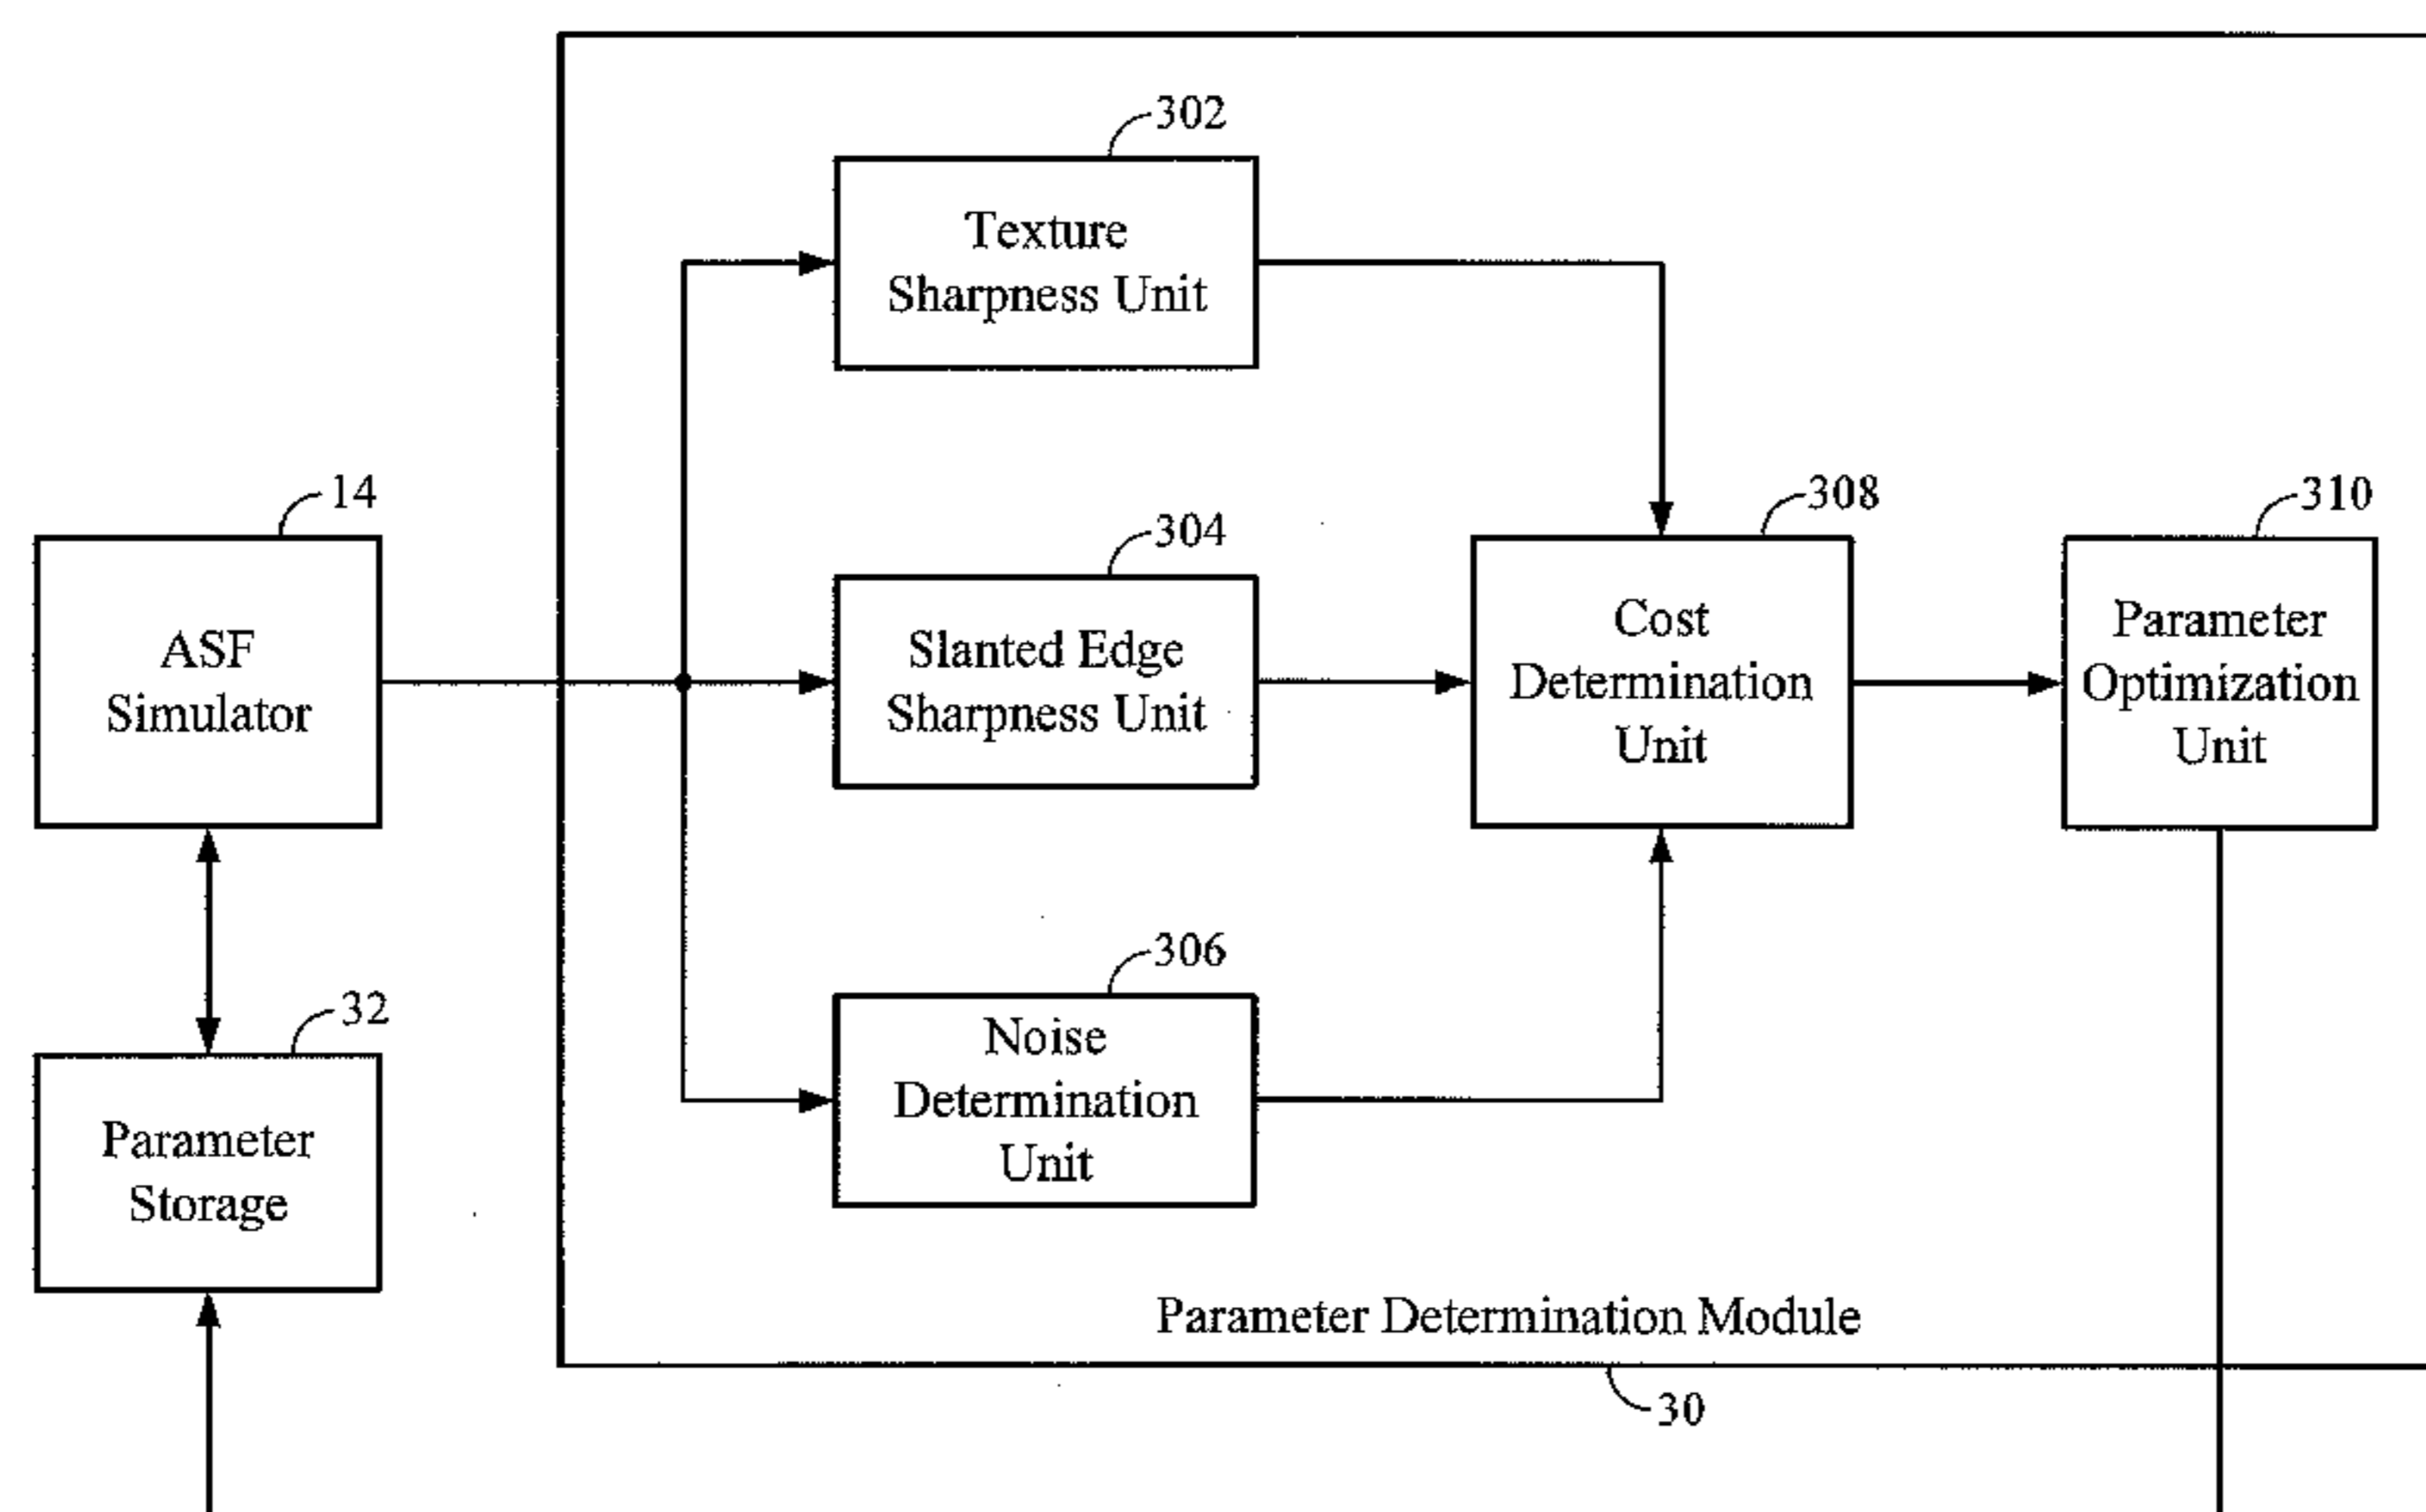 302
Texture
Sharpness Unit
14
ASF
Simulator
304
Slanted Edge
Sharpness Unit
308
Cost
Determination
Unit
310
Parameter
Optimization
Unit
32
Parameter
Storage
306
Noise
Determination
Unit
Parameter Determination Module
30